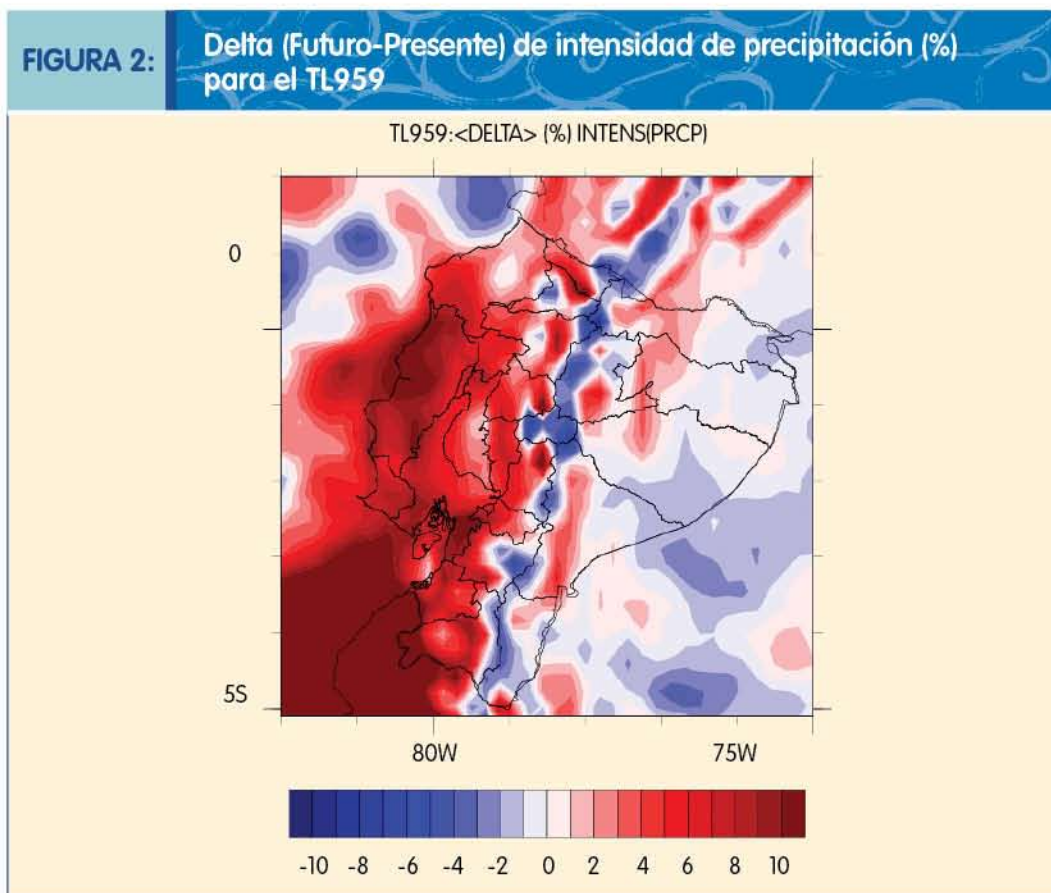 FIGURA 2:
Delta (Futuro-Presente) de intensidad de precipitación (%)
para el TL959
TL959:<DELTA> (%) INTENS(PRCP)
0
5S
80W 75W
-10 -8 -6 -4 -2 0 2 4 6 8 10